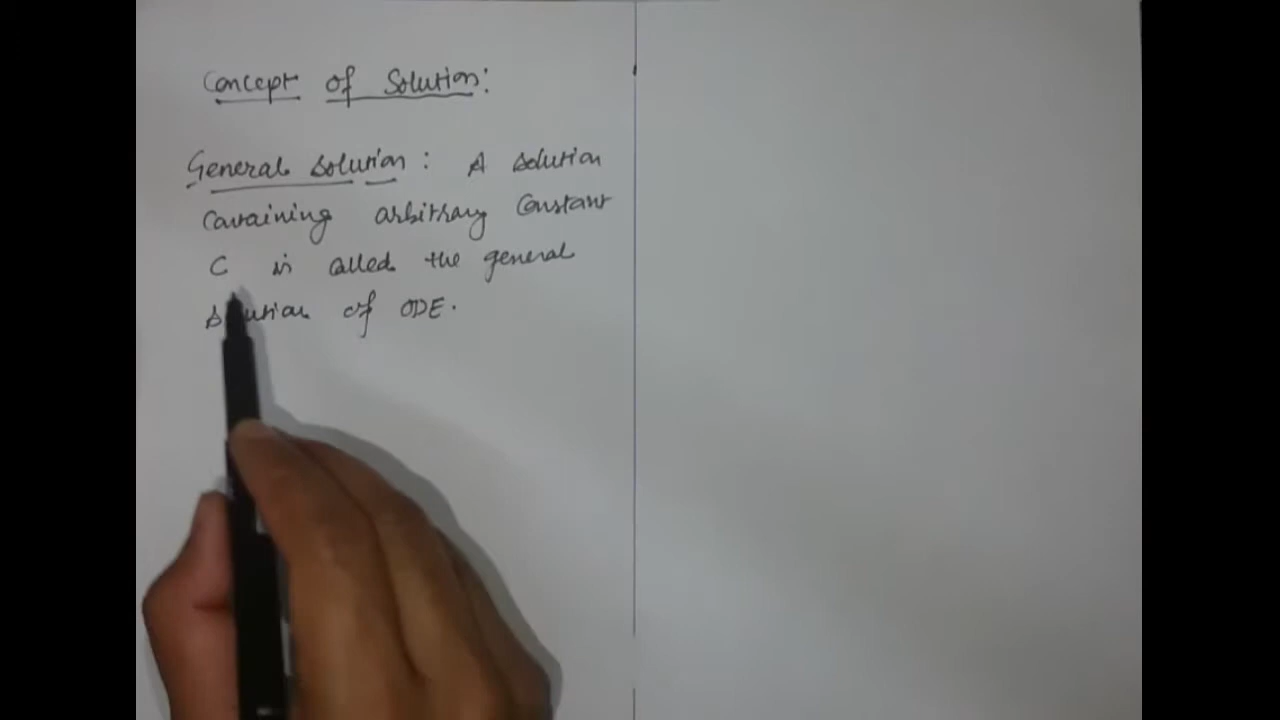 Concept of Solution:
General Solution: A solution
Containing arbitrary Constant
C is called the general
solution of ODE.